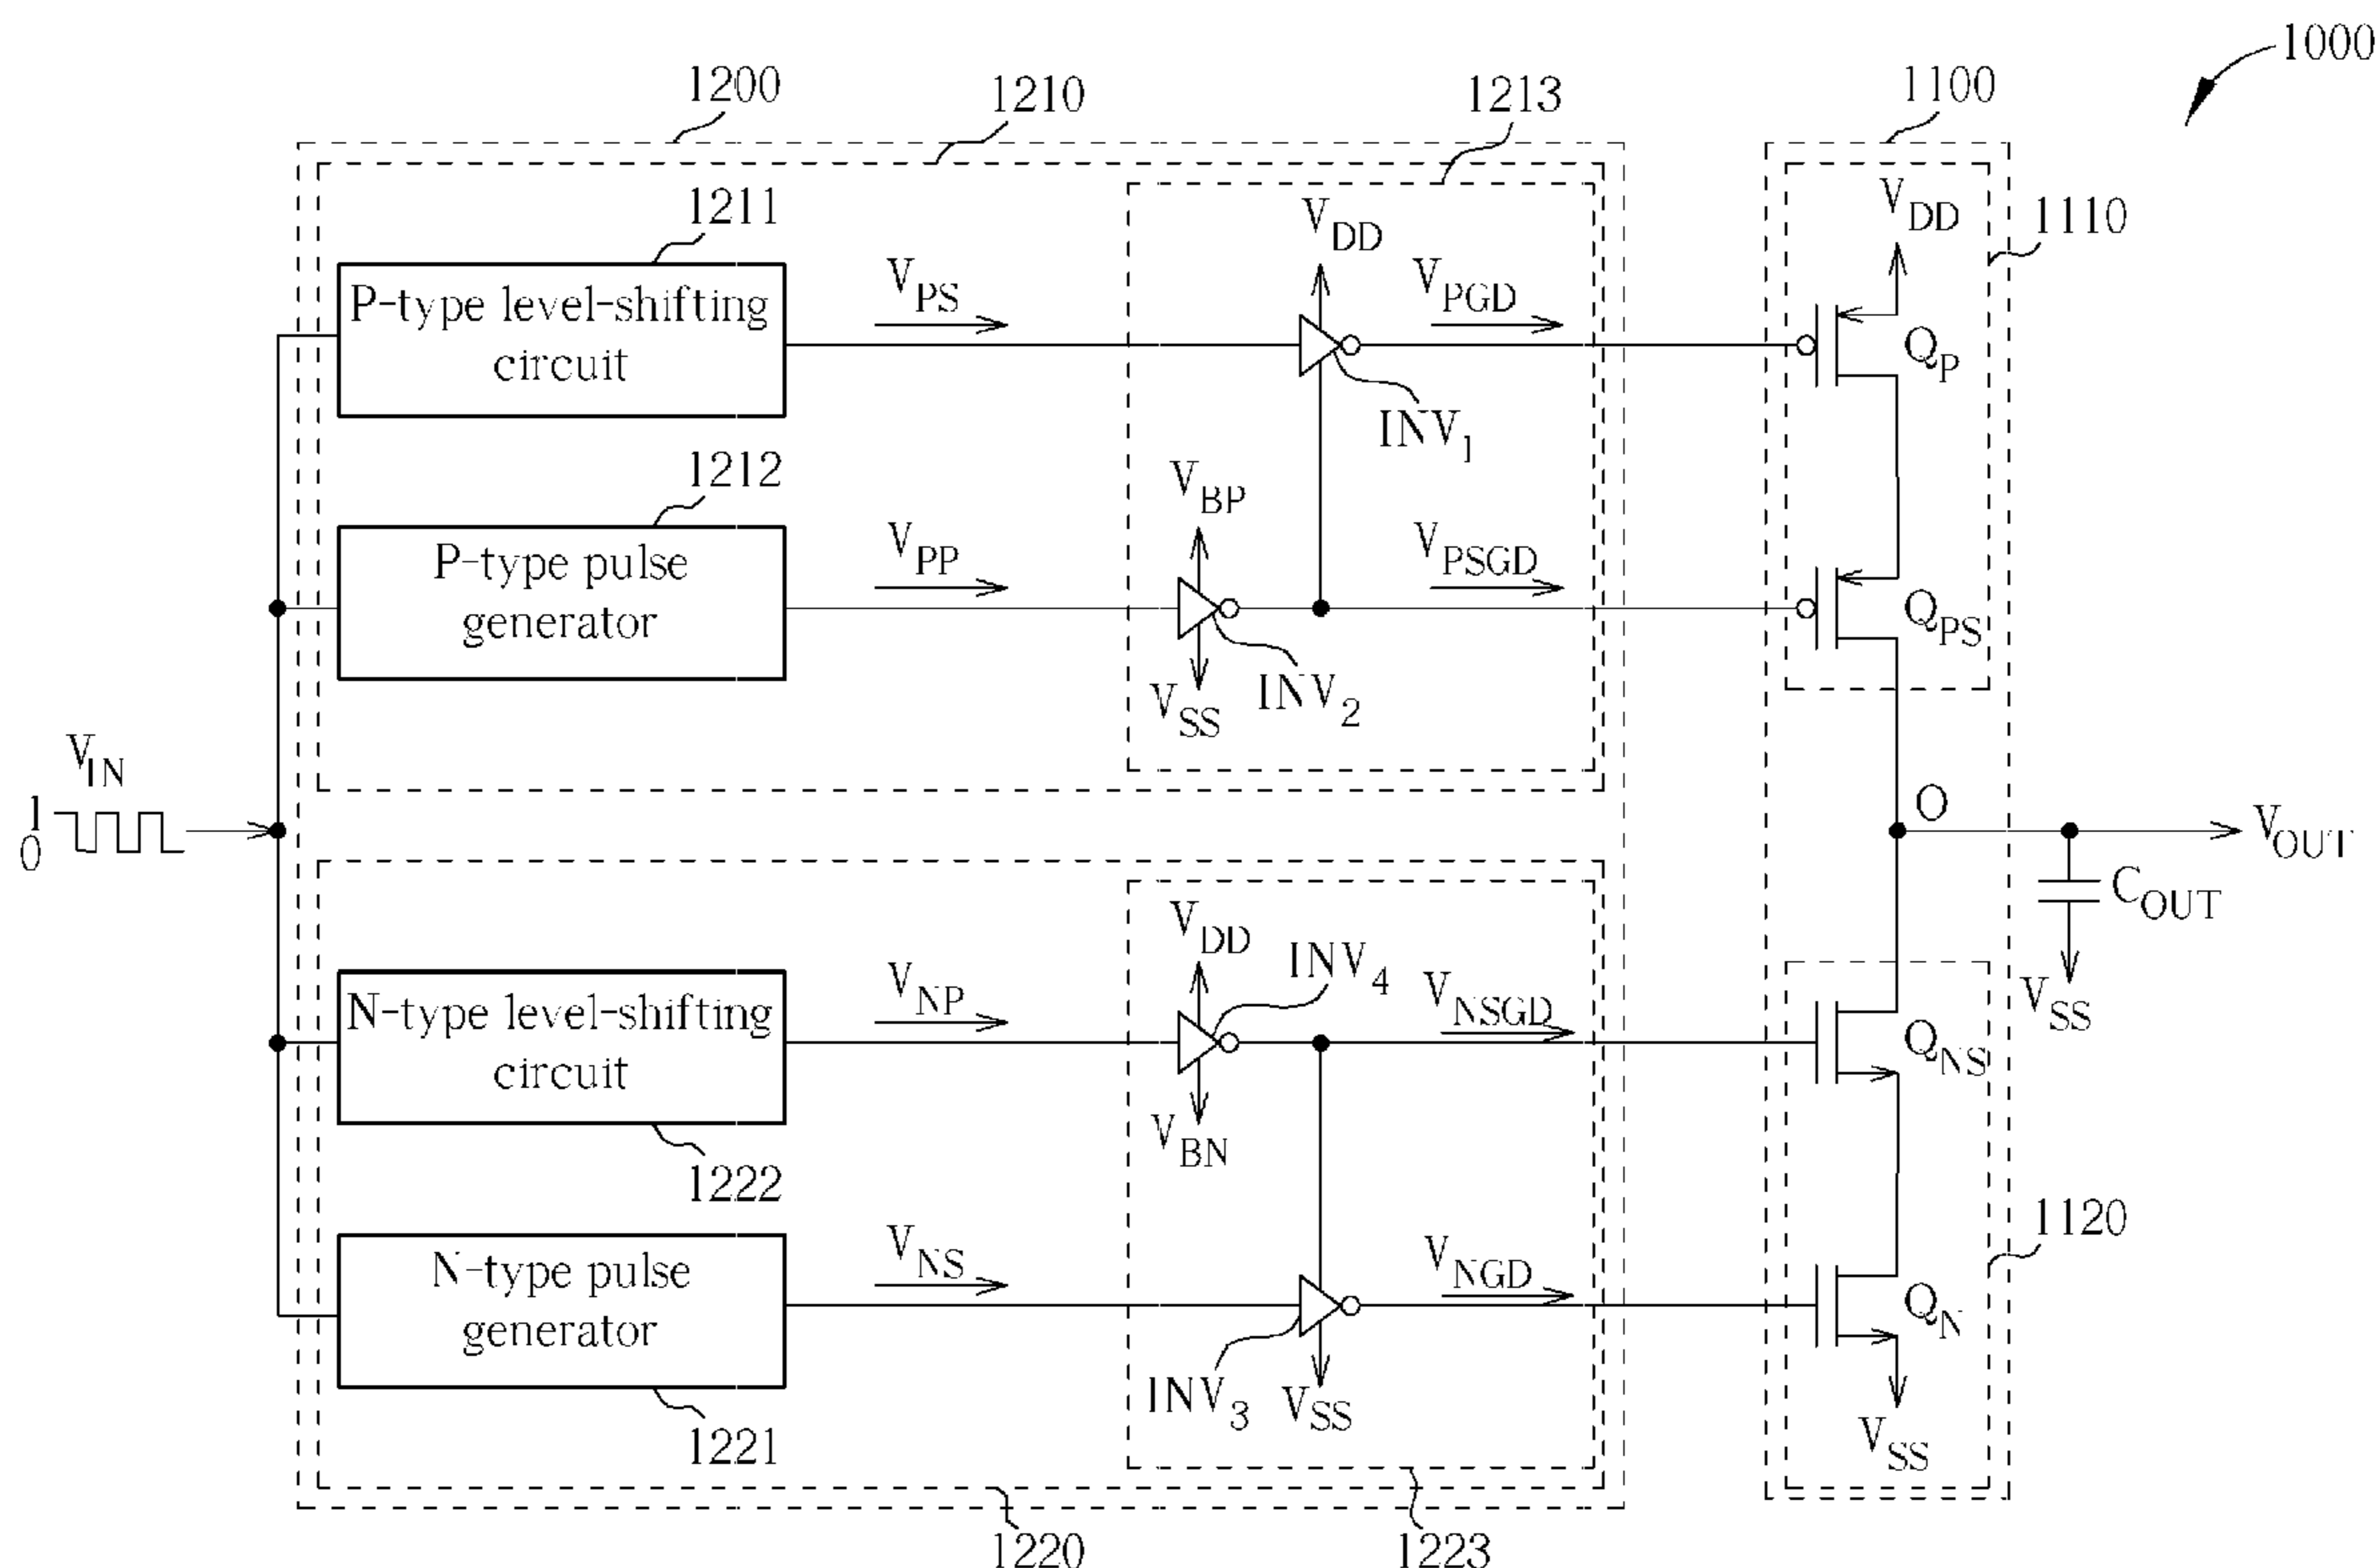 1000
1200
1210
1213
1100
1211
VDD
VDD
1110
P-type level-shifting
circuit
VPS
VPGD
QP
INV1
1212
VBP
P-type pulse
generator
VPP
VPSGD
QPS
VSS
INV2
VIN
1
0
O
VOUT
COUT
VDD
INV4
N-type level-shifting
circuit
VNP
VNSGD
VSS
QNS
VBN
1222
1120
N-type pulse
generator
VNS
VNGD
QN
INV3
VSS
VSS
1221
1220
1223